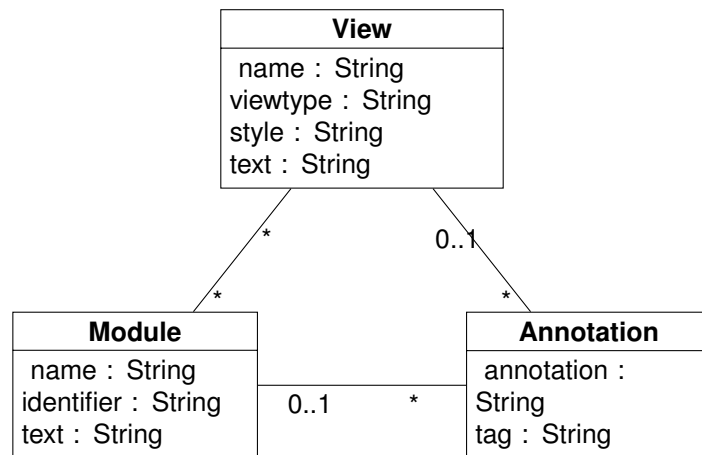 View
name : String
viewtype : String
style : String
text : String
*
0..1
*
*
Module
name : String
identifier : String
text : String
0..1
*
Annotation
annotation :
String
tag : String